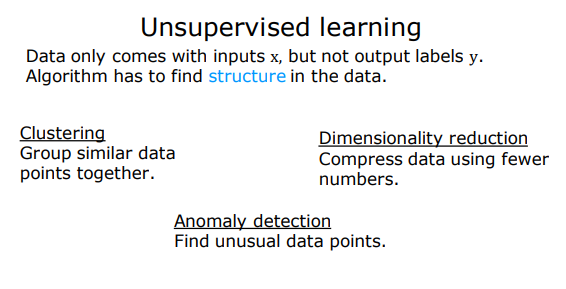 Unsupervised learning
Data only comes with inputs x, but not output labels y.
Algorithm has to find structure in the data.
Clustering
Group similar data
points together.
Dimensionality reduction
Compress data using fewer
numbers.
Anomaly detection
Find unusual data points.